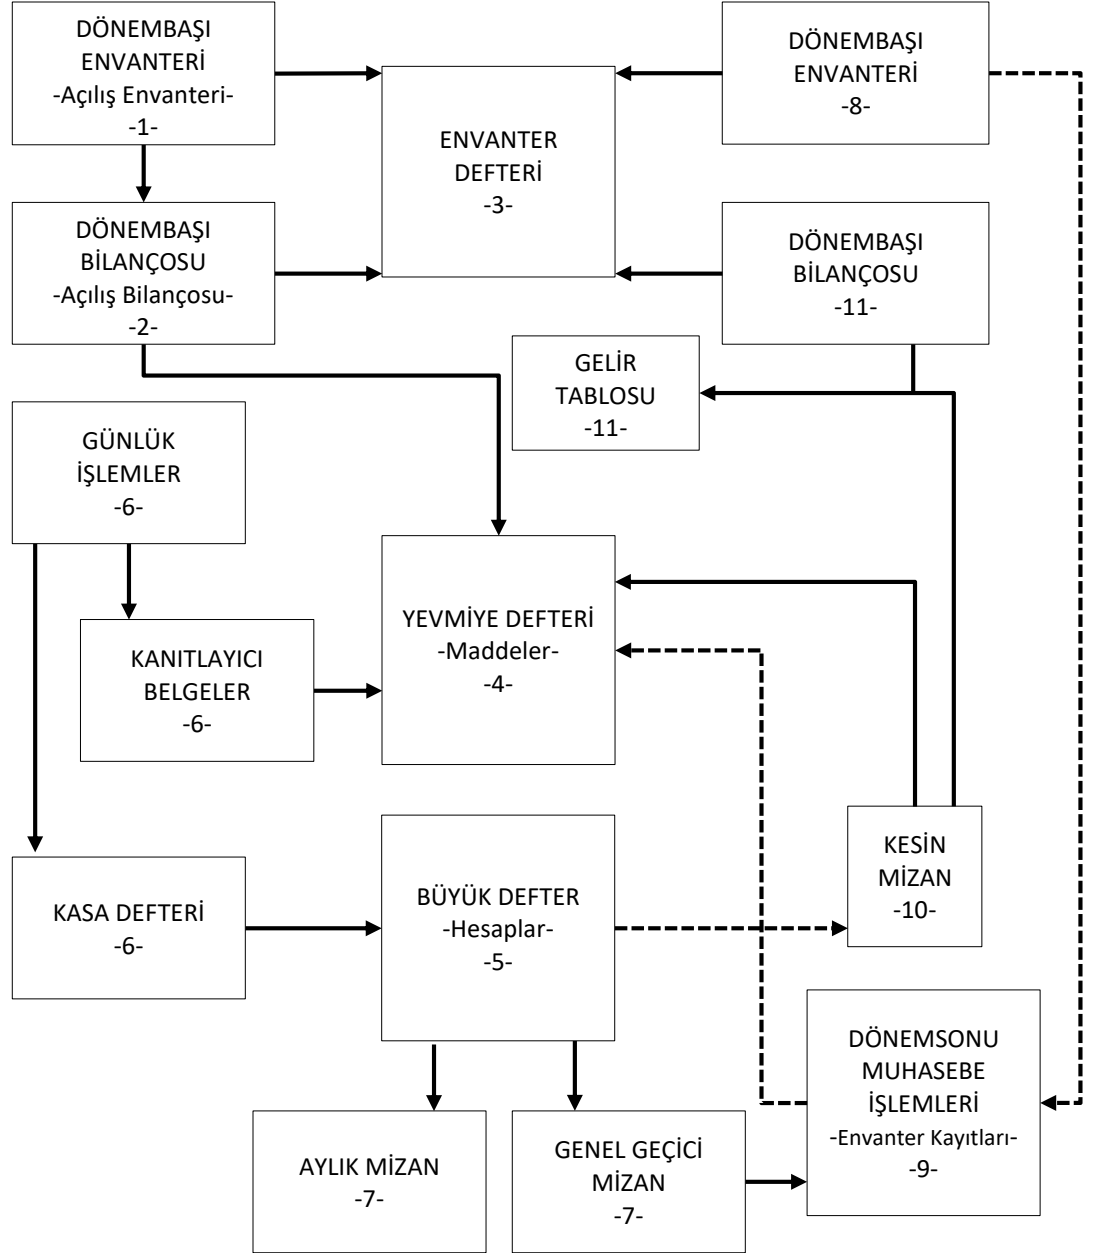 DÖNEMBAŞI
ENVANTERİ
-Açılış Envanteri-
-1-
ENVANTER
DEFTERİ
-3-
DÖNEMBAŞI
ENVANTERİ
-8-
DÖNEMBAŞI
BİLANÇOSU
-Açılış Bilançosu-
-2-
DÖNEMBAŞI
BİLANÇOSU
-11-
GELİR
TABLOSU
-11-
GÜNLÜK
İŞLEMLER
-6-
KANITLAYICI
BELGELER
-6-
YEVMİYE DEFTERİ
-Maddeler-
-4-
KASA DEFTERİ
-6-
BÜYÜK DEFTER
-Hesaplar-
-5-
KESİN
MİZAN
-10-
DÖNEMSONU
MUHASEBE
İŞLEMLERİ
-Envanter Kayıtları-
-9-
AYLIK MİZAN
-7-
GENEL GEÇİCİ
MİZAN
-7-